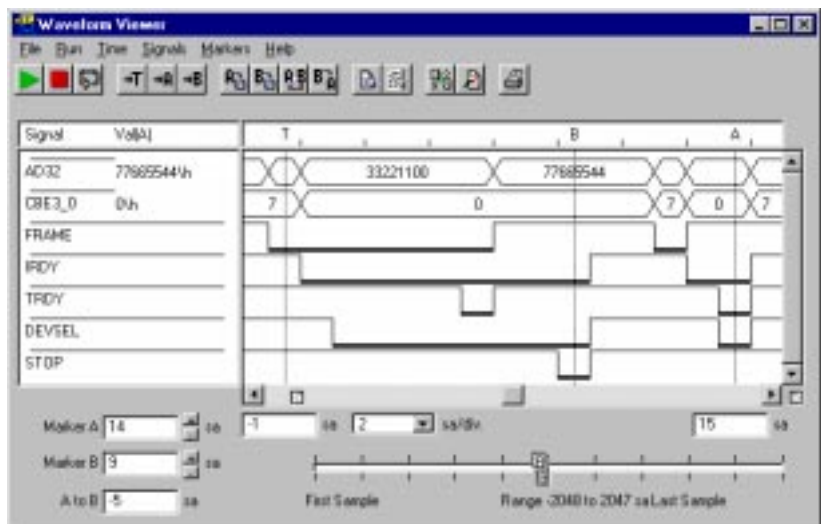 Waveform Viewer
File Run Time Signals Markers Help
Signal Val(A) T B A
AD32 77665544\h 33221100 77665544
CBE3_0 0\h 7 0 7 0 7
FRAME
IRDY
TRDY
DEVSEL
STOP
Marker A 14 sa -1 sa 2 sa/div. 15 sa
Marker B 9 sa
A to B -5 sa First Sample Range -2048 to 2047 sa Last Sample